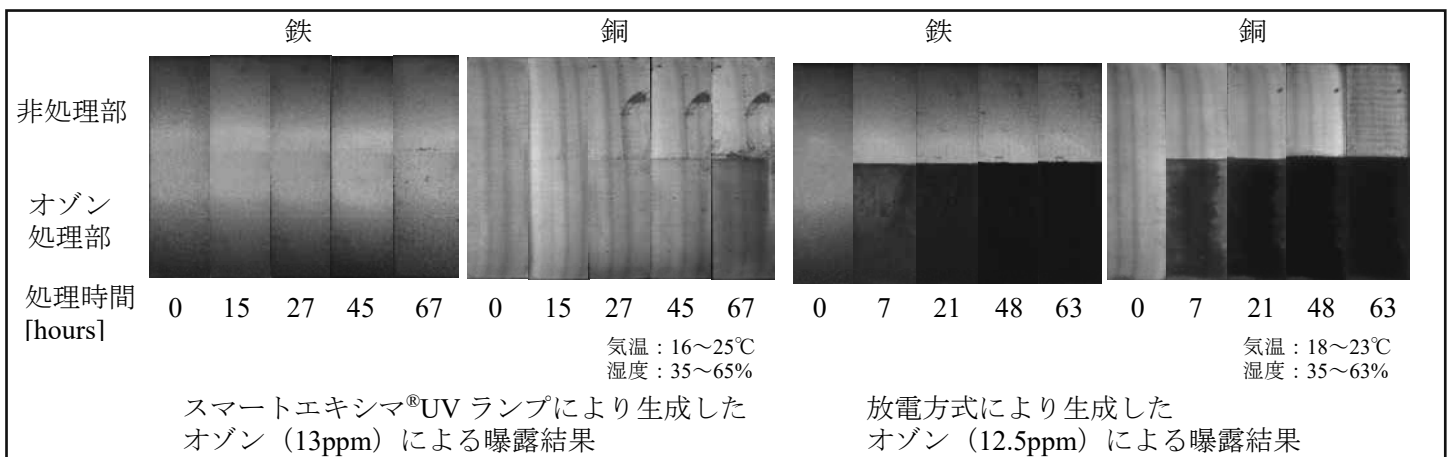 鉄 銅 鉄 銅
非処理部
オゾン
処理部
処理時間
[hours]
0 15 27 45 67 0 15 27 45 67 0 7 21 48 63 0 7 21 48 63
気温：16～25℃
湿度：35～65%
気温：18～23℃
湿度：35～63%
スマートエキシマ®UV ランプにより生成した
オゾン（13ppm）による曝露結果
放電方式により生成した
オゾン（12.5ppm）による曝露結果